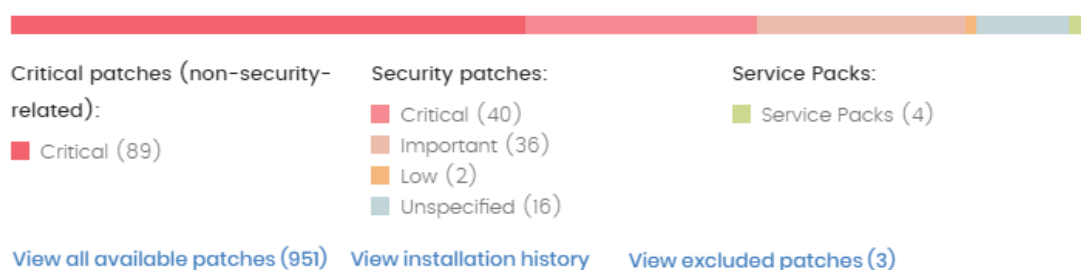 Critical patches (non-security-
related):
Critical (89)
Security patches:
Critical (40)
Important (36)
Low (2)
Unspecified (16)
Service Packs:
Service Packs (4)
View all available patches (951) View installation history View excluded patches (3)